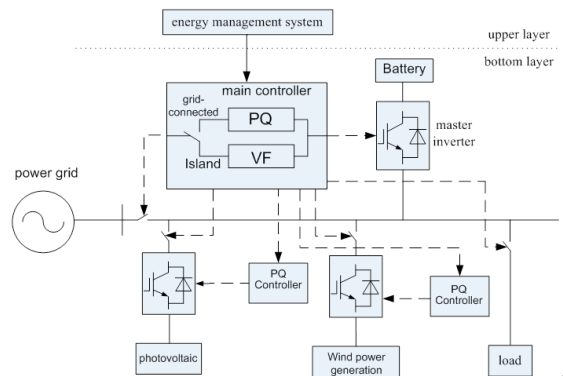 energy management system
upper layer
bottom layer
Battery
main controller
grid-
connected
PQ
VF
Island
master
inverter
power grid
PQ
Controller
PQ
Controller
photovoltaic
Wind power
generation
load